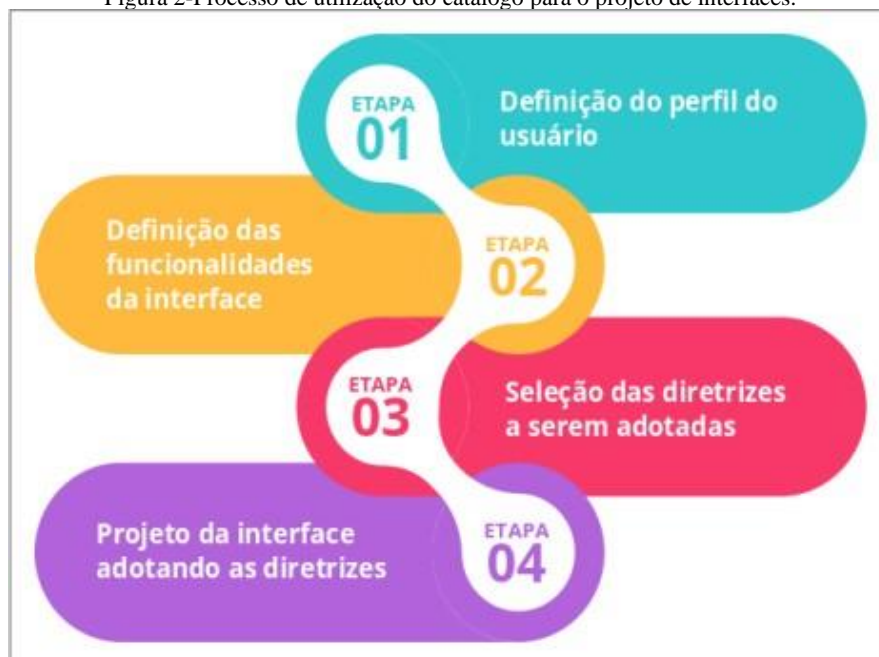 Figura 2-Processo de utilização do catálogo para o projeto de interfaces.
ETAPA
01
Definição do perfil do
usuário
Definição das
funcionalidades
da interface
ETAPA
02
ETAPA
03
Seleção das diretrizes
a serem adotadas
Projeto da interface
adotando as diretrizes
ETAPA
04